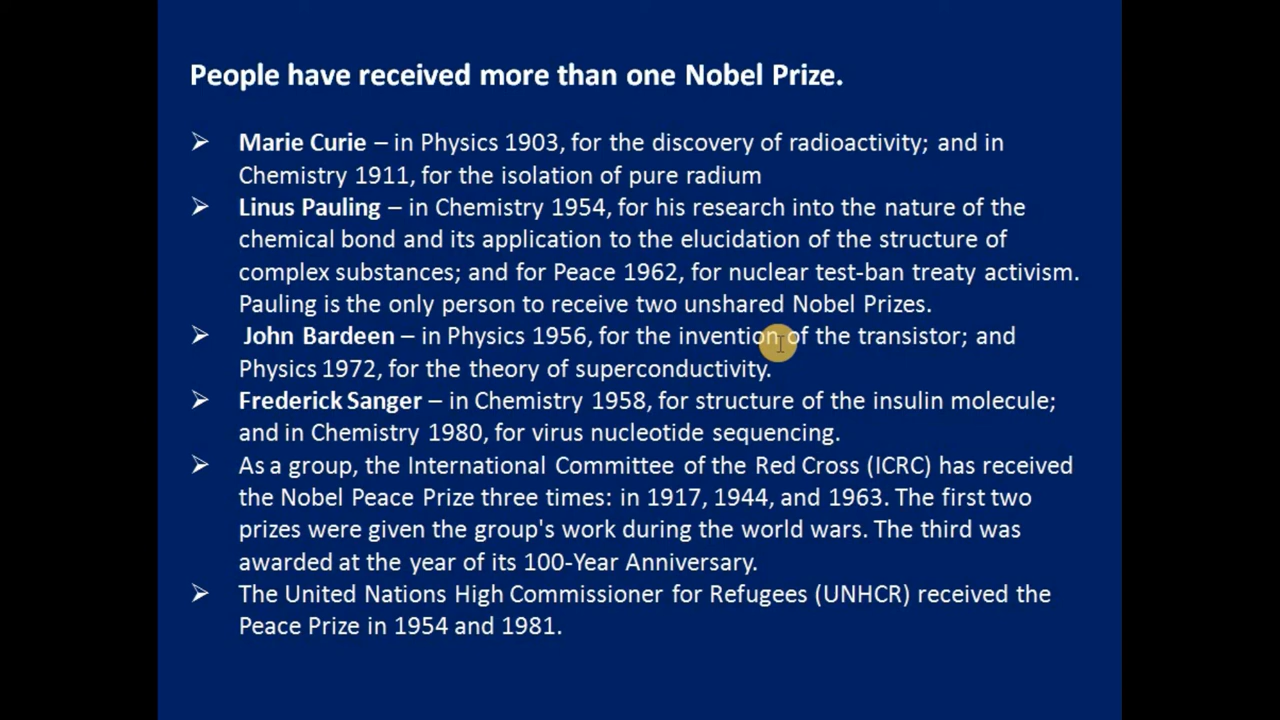 People have received more than one Nobel Prize.
➢ Marie Curie – in Physics 1903, for the discovery of radioactivity; and in
Chemistry 1911, for the isolation of pure radium
➢ Linus Pauling – in Chemistry 1954, for his research into the nature of the
chemical bond and its application to the elucidation of the structure of
complex substances; and for Peace 1962, for nuclear test-ban treaty activism.
Pauling is the only person to receive two unshared Nobel Prizes.
➢ John Bardeen – in Physics 1956, for the invention of the transistor; and
Physics 1972, for the theory of superconductivity.
➢ Frederick Sanger – in Chemistry 1958, for structure of the insulin molecule;
and in Chemistry 1980, for virus nucleotide sequencing.
➢ As a group, the International Committee of the Red Cross (ICRC) has received
the Nobel Peace Prize three times: in 1917, 1944, and 1963. The first two
prizes were given the group's work during the world wars. The third was
awarded at the year of its 100-Year Anniversary.
➢ The United Nations High Commissioner for Refugees (UNHCR) received the
Peace Prize in 1954 and 1981.